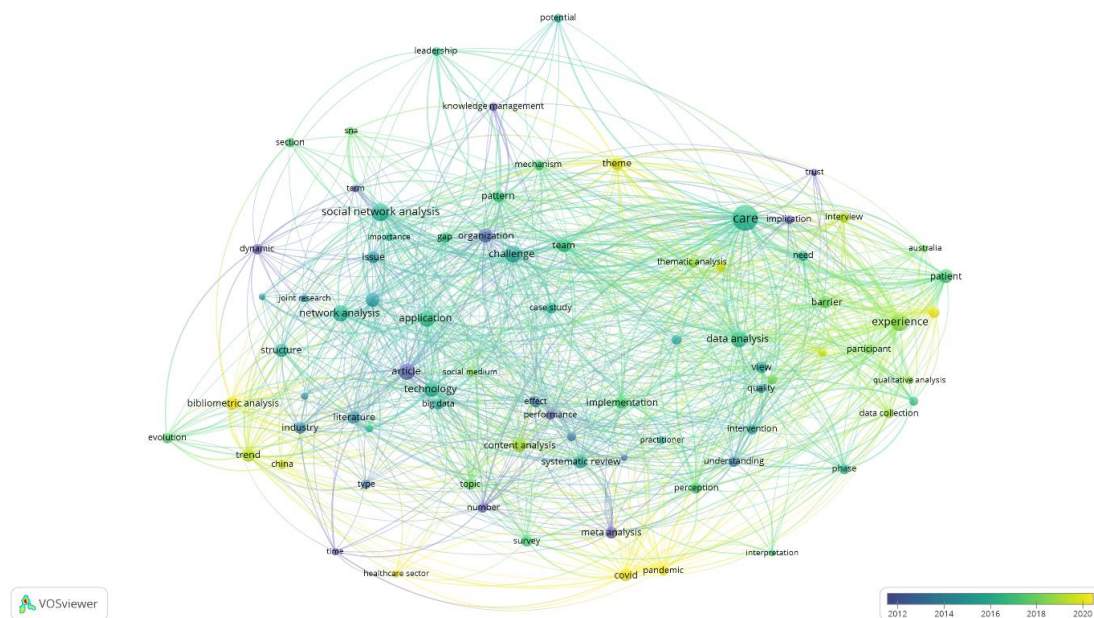 potential
leadership
knowledge management
sna
section
mechanism
theme
trust
term
pattern
social network analysis
care
implication
interview
importance
gap
organization
team
dynamic
issue
challenge
thematic analysis
need
australia
patient
joint research
network analysis
application
case study
barrier
experience
structure
data analysis
participant
article
social medium
view
qualitative analysis
technology
quality
bibliometric analysis
big data
effect
performance
implementation
data collection
literature
industry
intervention
evolution
content analysis
practitioner
trend
china
systematic review
understanding
phase
type
topic
perception
number
meta analysis
survey
time
interpretation
healthcare sector
covid
pandemic
VOSviewer
2012 2014 2016 2018 2020